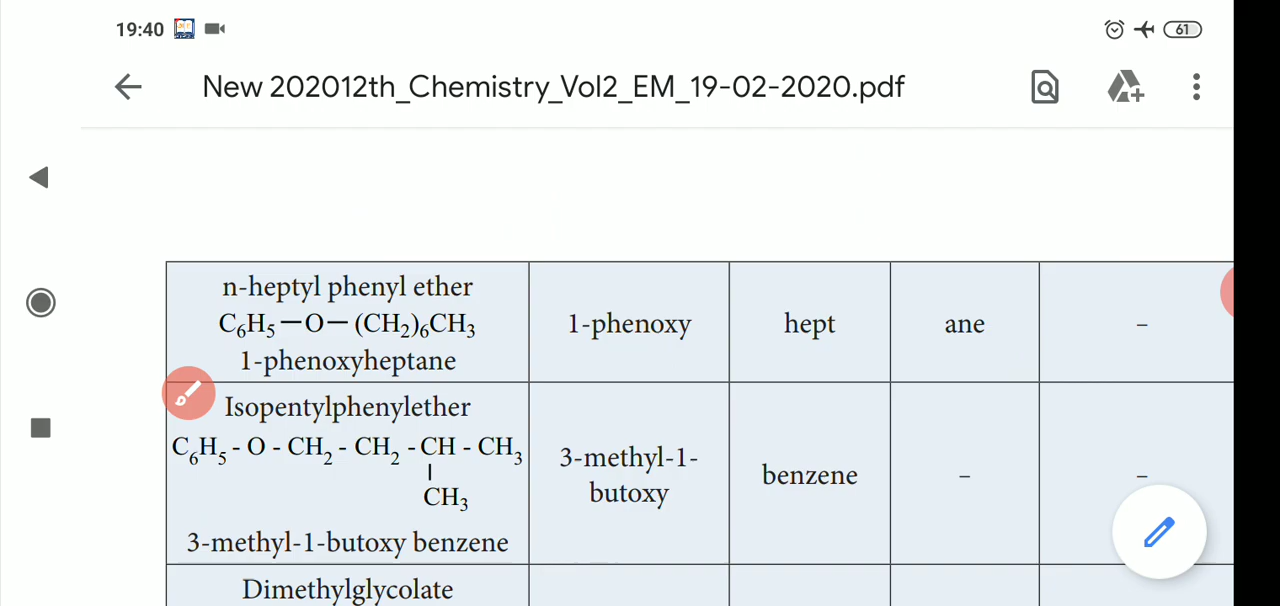 19:40
61
New 202012th_Chemistry_Vol2_EM_19-02-2020.pdf
n-heptyl phenyl ether
C₆H₅—O—(CH₂)₆CH₃
1-phenoxyheptane
1-phenoxy
hept
ane
–
Isopentylphenylether
C₆H₅ - O - CH₂ - CH₂ - CH - CH₃
|
CH₃
3-methyl-1-butoxy benzene
3-methyl-1-
butoxy
benzene
–
–
Dimethylglycolate